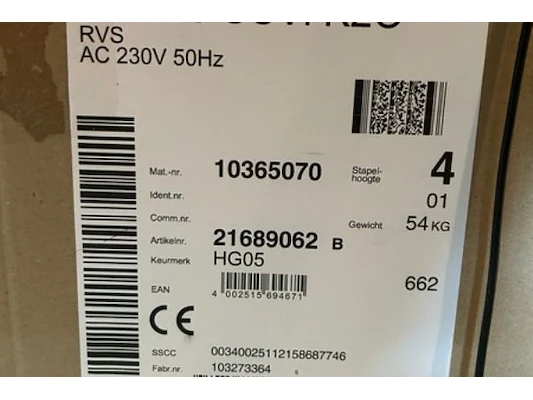 RVS
AC 230V 50Hz
Mat.-nr. 10365070 Stapel- 4
hoogte
Ident.nr. 01
Comm.nr. Gewicht 54 KG
Artikelnr. 21689062 B
Keurmerk HG05
EAN 662
4 002515 694671
CE
SSCC 00340025112158687746
Fabr.nr. 103273364 5